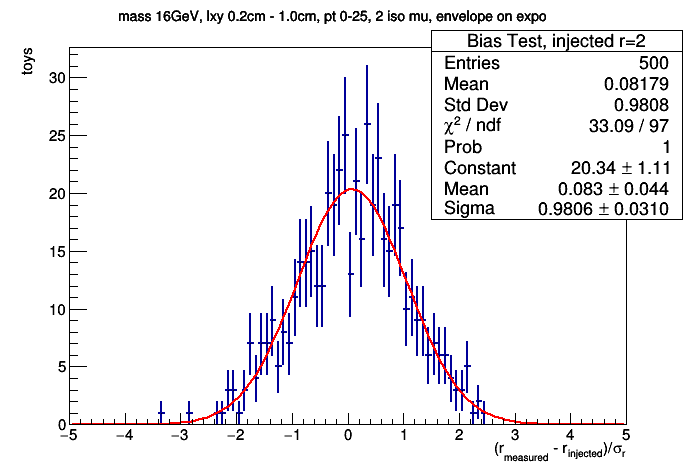 mass 16GeV, lxy 0.2cm - 1.0cm, pt 0-25, 2 iso mu, envelope on expo
Bias Test, injected r=2
Entries 500
Mean 0.08179
Std Dev 0.9808
χ² / ndf 33.09 / 97
Prob 1
Constant 20.34 ± 1.11
Mean 0.083 ± 0.044
Sigma 0.9806 ± 0.0310
toys
30
25
20
15
10
5
0
−5 −4 −3 −2 −1 0 1 2 3 4 5
(r_measured - r_injected)/σ_r